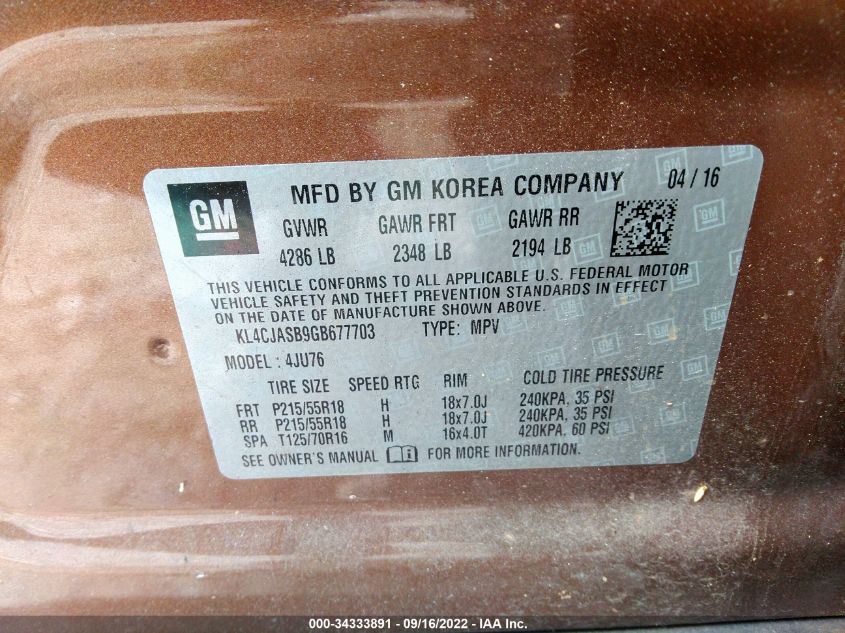 GM MFD BY GM KOREA COMPANY 04 / 16
GVWR GAWR FRT GAWR RR
4286 LB 2348 LB 2194 LB
THIS VEHICLE CONFORMS TO ALL APPLICABLE U.S. FEDERAL MOTOR
VEHICLE SAFETY AND THEFT PREVENTION STANDARDS IN EFFECT
ON THE DATE OF MANUFACTURE SHOWN ABOVE.
KL4CJASB9GB677703 TYPE: MPV
MODEL : 4JU76
TIRE SIZE SPEED RTG RIM COLD TIRE PRESSURE
FRT P215/55R18 H 18x7.0J 240KPA, 35 PSI
RR P215/55R18 H 18x7.0J 240KPA, 35 PSI
SPA T125/70R16 M 16x4.0T 420KPA, 60 PSI
SEE OWNER'S MANUAL FOR MORE INFORMATION.
000-34333891 - 09/16/2022 - IAA Inc.